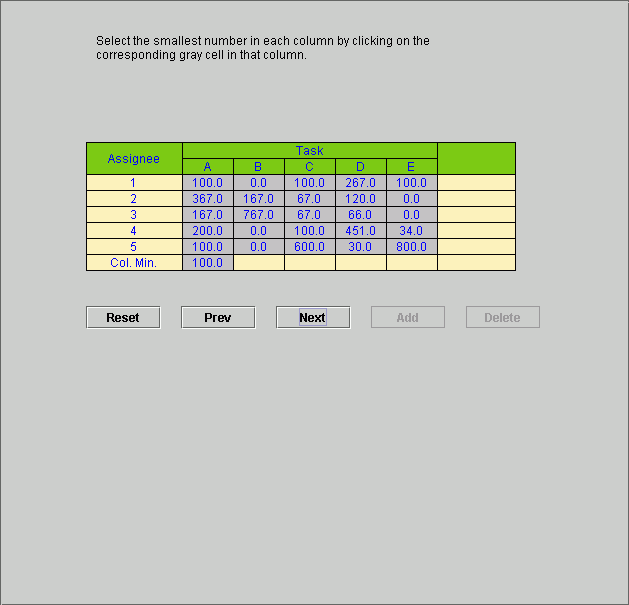 Select the smallest number in each column by clicking on the
corresponding gray cell in that column.
Assignee Task
A B C D E
1 100.0 0.0 100.0 267.0 100.0
2 367.0 167.0 67.0 120.0 0.0
3 167.0 767.0 67.0 66.0 0.0
4 200.0 0.0 100.0 451.0 34.0
5 100.0 0.0 600.0 30.0 800.0
Col. Min. 100.0
Reset Prev Next Add Delete